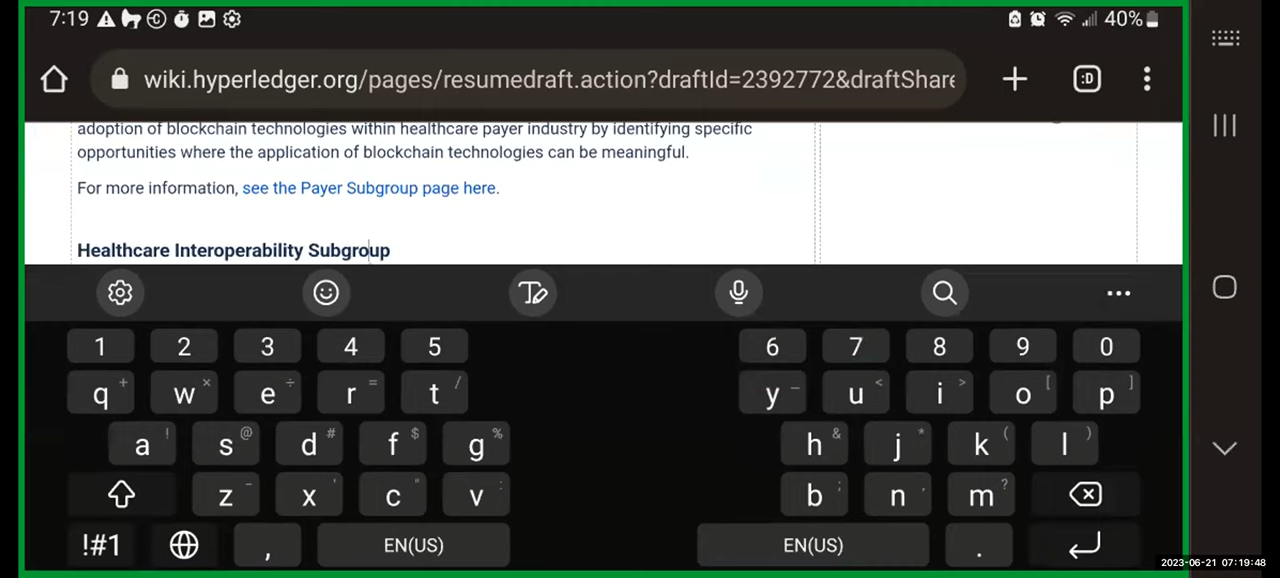 7:19
40%
wiki.hyperledger.org/pages/resumedraft.action?draftId=2392772&draftShare
:D
adoption of blockchain technologies within healthcare payer industry by identifying specific
opportunities where the application of blockchain technologies can be meaningful.
For more information, see the Payer Subgroup page here.
Healthcare Interoperability Subgroup
1 2 3 4 5 6 7 8 9 0
q + w × e ÷ r = t / y _ u < i > o [ p ]
a ! s @ d # f $ g % h & j * k ( l )
z - x ' c " v : b ; n , m ?
!#1 , EN(US) EN(US) .
2023-06-21 07:19:48